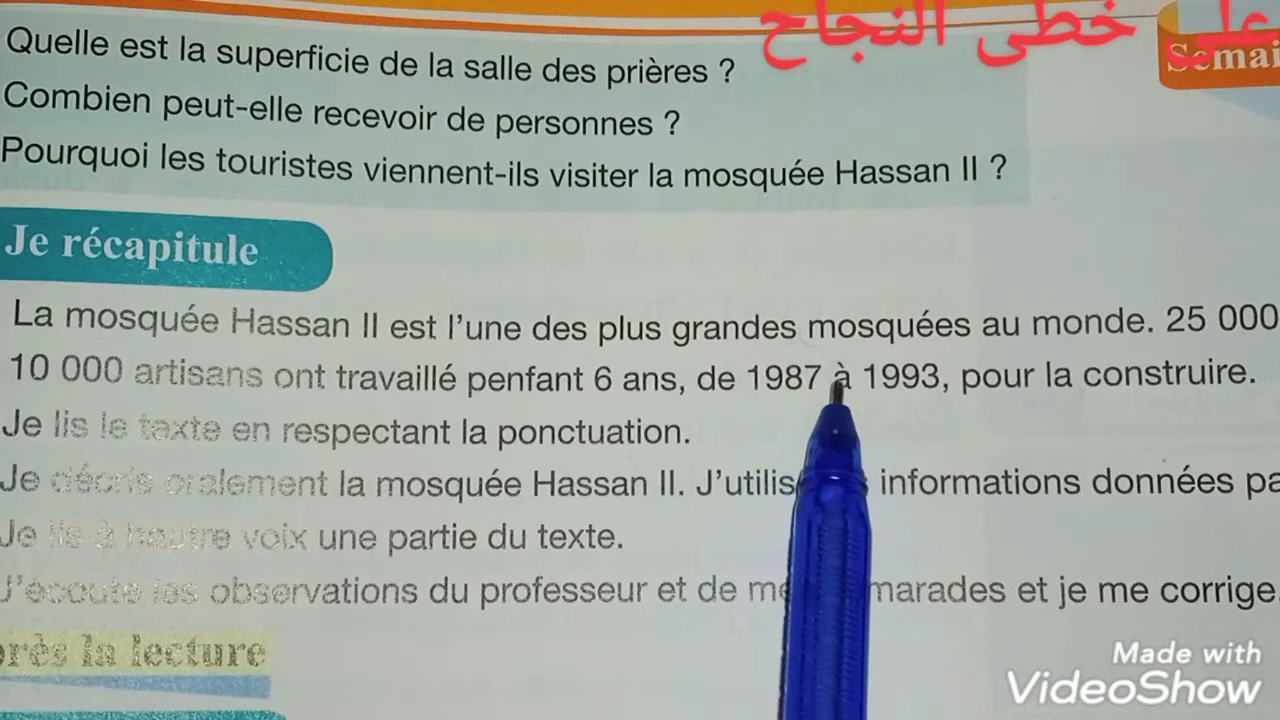 على خطى النجاح
Semai
Quelle est la superficie de la salle des prières ?
Combien peut-elle recevoir de personnes ?
Pourquoi les touristes viennent-ils visiter la mosquée Hassan II ?
Je récapitule
La mosquée Hassan II est l’une des plus grandes mosquées au monde. 25 000
10 000 artisans ont travaillé penfant 6 ans, de 1987 à 1993, pour la construire.
Je lis le texte en respectant la ponctuation.
Je décris oralement la mosquée Hassan II. J’utilis informations données pa
Je lis à hautre voix une partie du texte.
J’écoute les observations du professeur et de me marades et je me corrige.
près la lecture
Made with
VideoShow